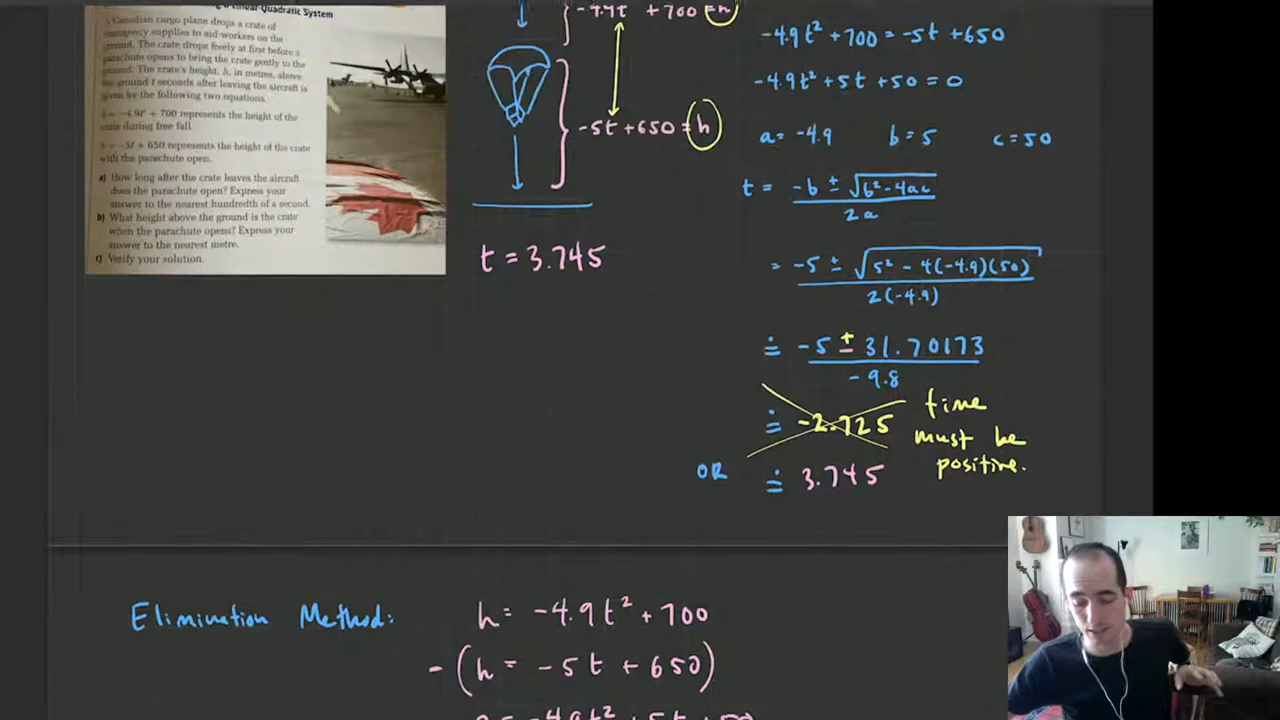 a Linear-Quadratic System
Canadian cargo plane drops a crate of
emergency supplies to aid-workers on the
ground. The crate drops freely at first before a
parachute opens to bring the crate gently to the
ground. The crate's height, h, in metres, above
the ground t seconds after leaving the aircraft is
given by the following two equations.
h = -4.9t² + 700 represents the height of the
crate during free fall
h = -5t + 650 represents the height of the crate
with the parachute open.
a) How long after the crate leaves the aircraft
does the parachute open? Express your
answer to the nearest hundredth of a second.
b) What height above the ground is the crate
when the parachute opens? Express your
answer to the nearest metre.
c) Verify your solution.
+ 700 = h
-5t + 650 = h
t = 3.745
-4.9t² + 700 = -5t + 650
-4.9t² + 5t + 50 = 0
a = -4.9 b = 5 c = 50
t = -b ± √b² - 4ac
2a
= -5 ± √5² - 4(-4.9)(50)
2(-4.9)
≐ -5 ± 31.70173
-9.8
≐ -2.725 time
must be
positive.
OR ≐ 3.745
Elimination Method: h = -4.9t² + 700
- (h = -5t + 650)